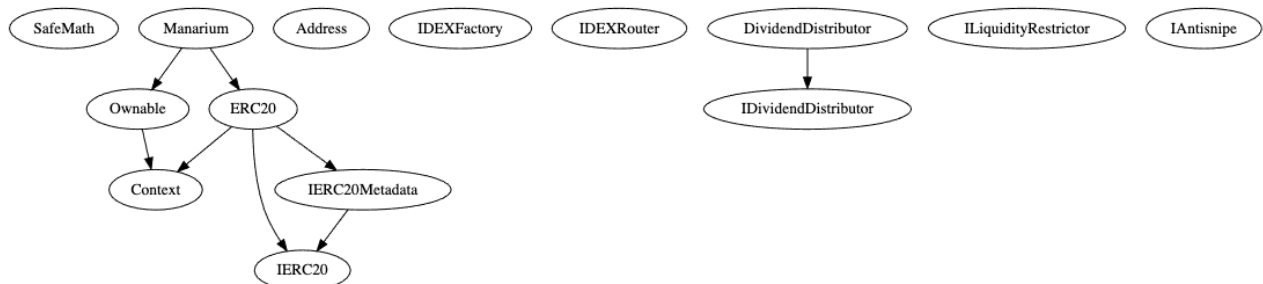 SafeMath
Manarium
Address
IDEXFactory
IDEXRouter
DividendDistributor
ILiquidityRestrictor
IAntisnipe
Ownable
ERC20
IDividendDistributor
Context
IERC20Metadata
IERC20